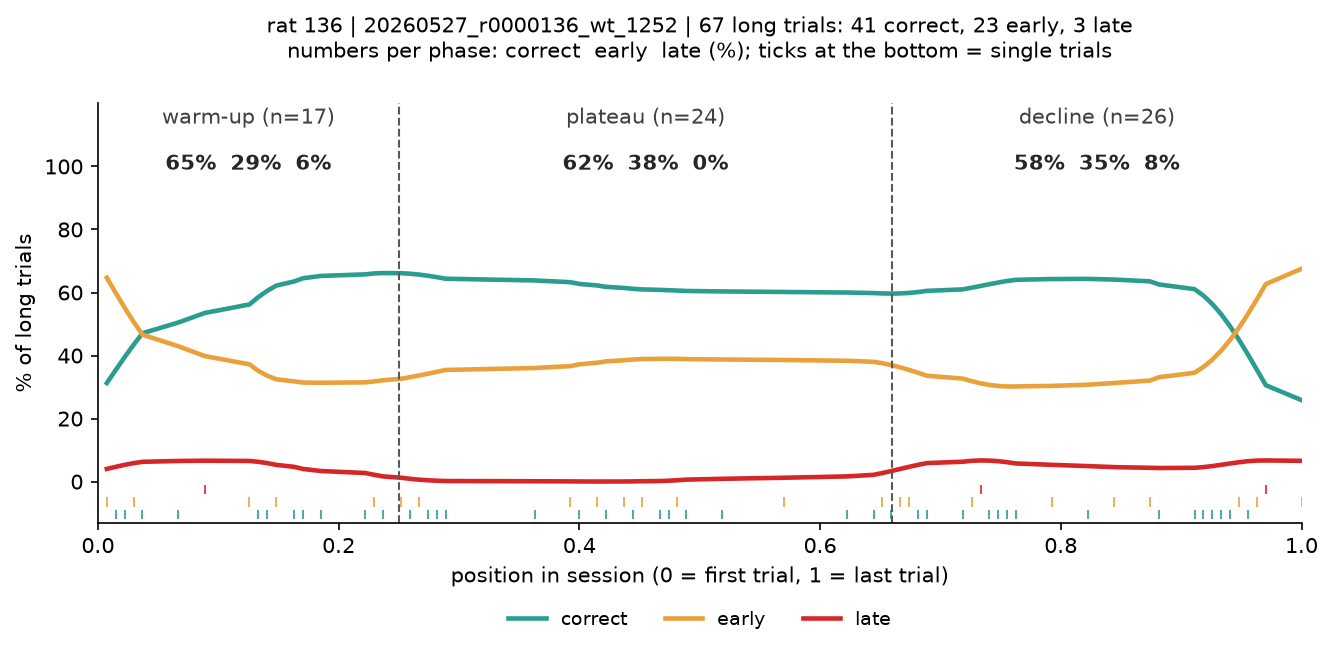 rat 136 | 20260527_r0000136_wt_1252 | 67 long trials: 41 correct, 23 early, 3 late
numbers per phase: correct  early  late (%); ticks at the bottom = single trials
warm-up (n=17)
plateau (n=24)
decline (n=26)
65%  29%  6%
62%  38%  0%
58%  35%  8%
% of long trials
100
80
60
40
20
0
0.0
0.2
0.4
0.6
0.8
1.0
position in session (0 = first trial, 1 = last trial)
correct
early
late